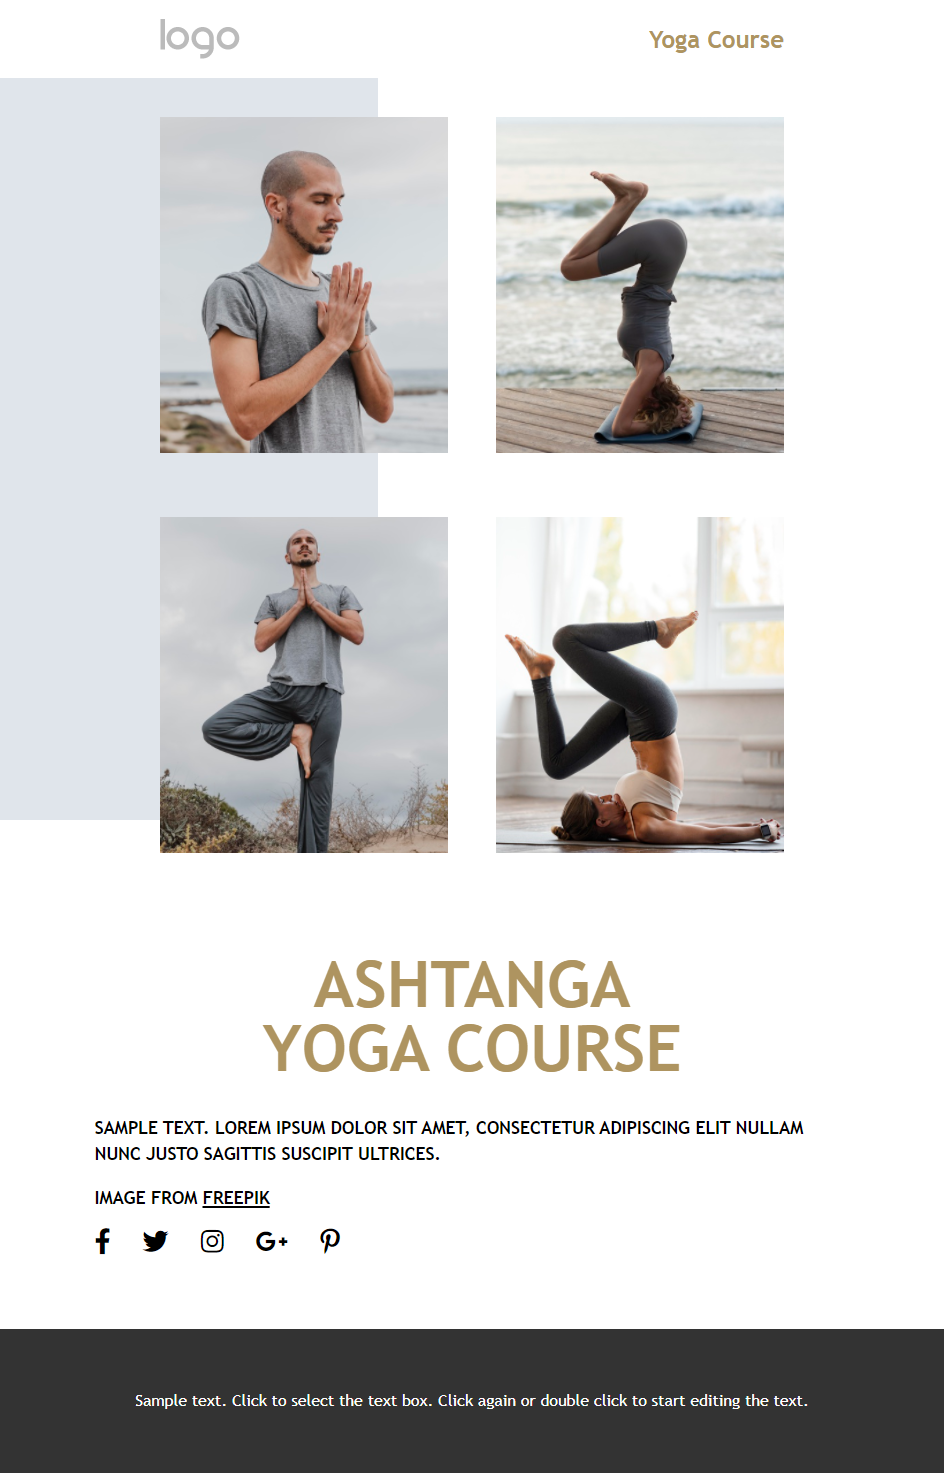 logo
Yoga Course
ASHTANGA
YOGA COURSE
SAMPLE TEXT. LOREM IPSUM DOLOR SIT AMET, CONSECTETUR ADIPISCING ELIT NULLAM
NUNC JUSTO SAGITTIS SUSCIPIT ULTRICES.
IMAGE FROM FREEPIK
Sample text. Click to select the text box. Click again or double click to start editing the text.